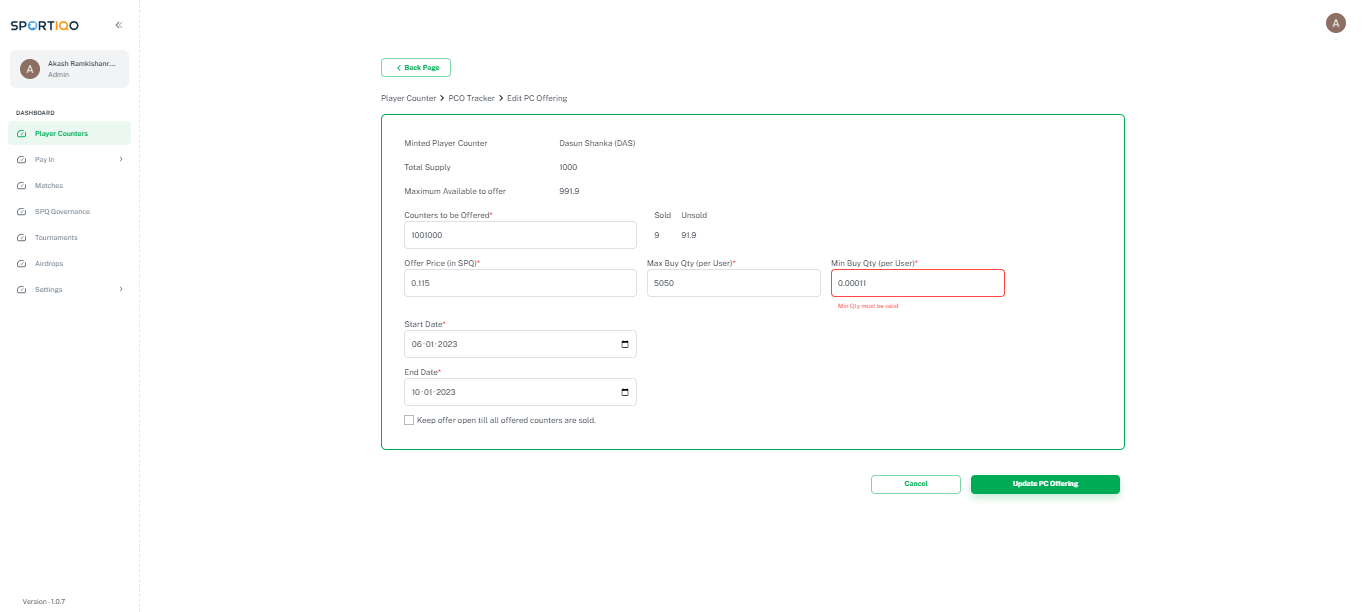 SPORTIQO
A
A
Akash Ramkishanr...
Admin
DASHBOARD
Player Counters
Pay In
Matches
SPQ Governance
Tournaments
Airdrops
Settings
Version -1.0.7
Back Page
Player Counter > PCO Tracker > Edit PC Offering
Minted Player Counter Dasun Shanka (DAS)
Total Supply 1000
Maximum Available to offer 991.9
Counters to be Offered* Sold Unsold
1001000 9 91.9
Offer Price (in SPQ)* Max Buy Qty (per User)* Min Buy Qty (per User)*
0.115 5050 0.00011
Min Qty must be valid
Start Date*
06-01-2023
End Date*
10-01-2023
Keep offer open till all offered counters are sold.
Cancel Update PC Offering